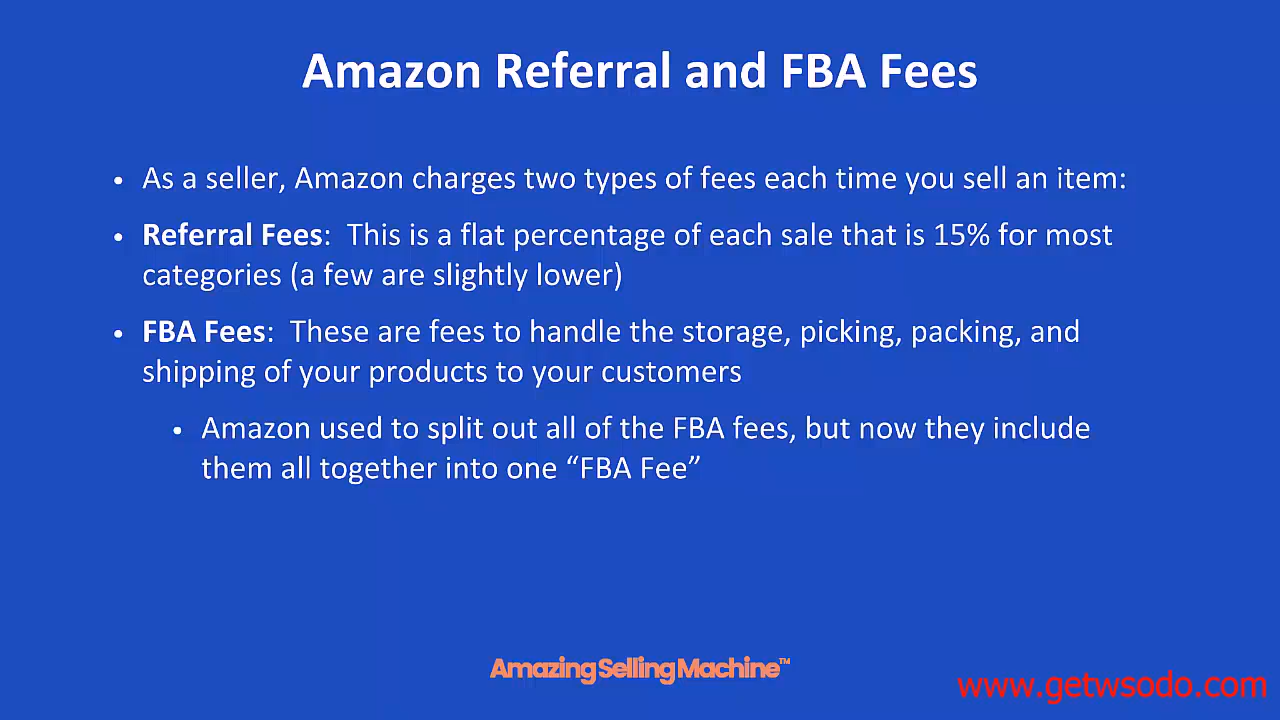 Amazon Referral and FBA Fees
• As a seller, Amazon charges two types of fees each time you sell an item:
• Referral Fees:  This is a flat percentage of each sale that is 15% for most
categories (a few are slightly lower)
• FBA Fees:  These are fees to handle the storage, picking, packing, and
shipping of your products to your customers
• Amazon used to split out all of the FBA fees, but now they include
them all together into one “FBA Fee”
AmazingSellingMachine™
www.getwsodo.com